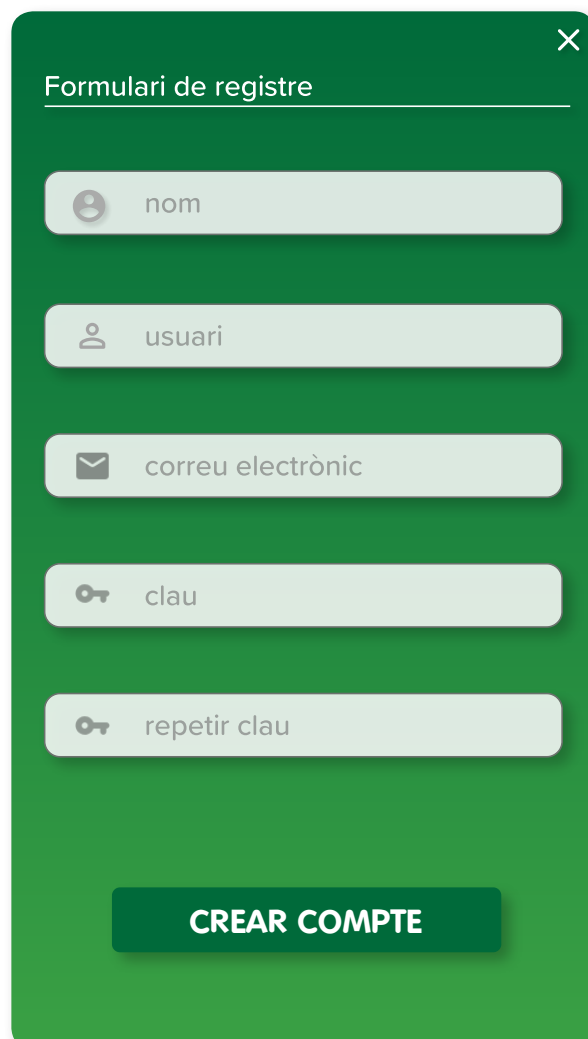 Formulari de registre
nom
usuari
correu electrònic
clau
repetir clau
CREAR COMPTE